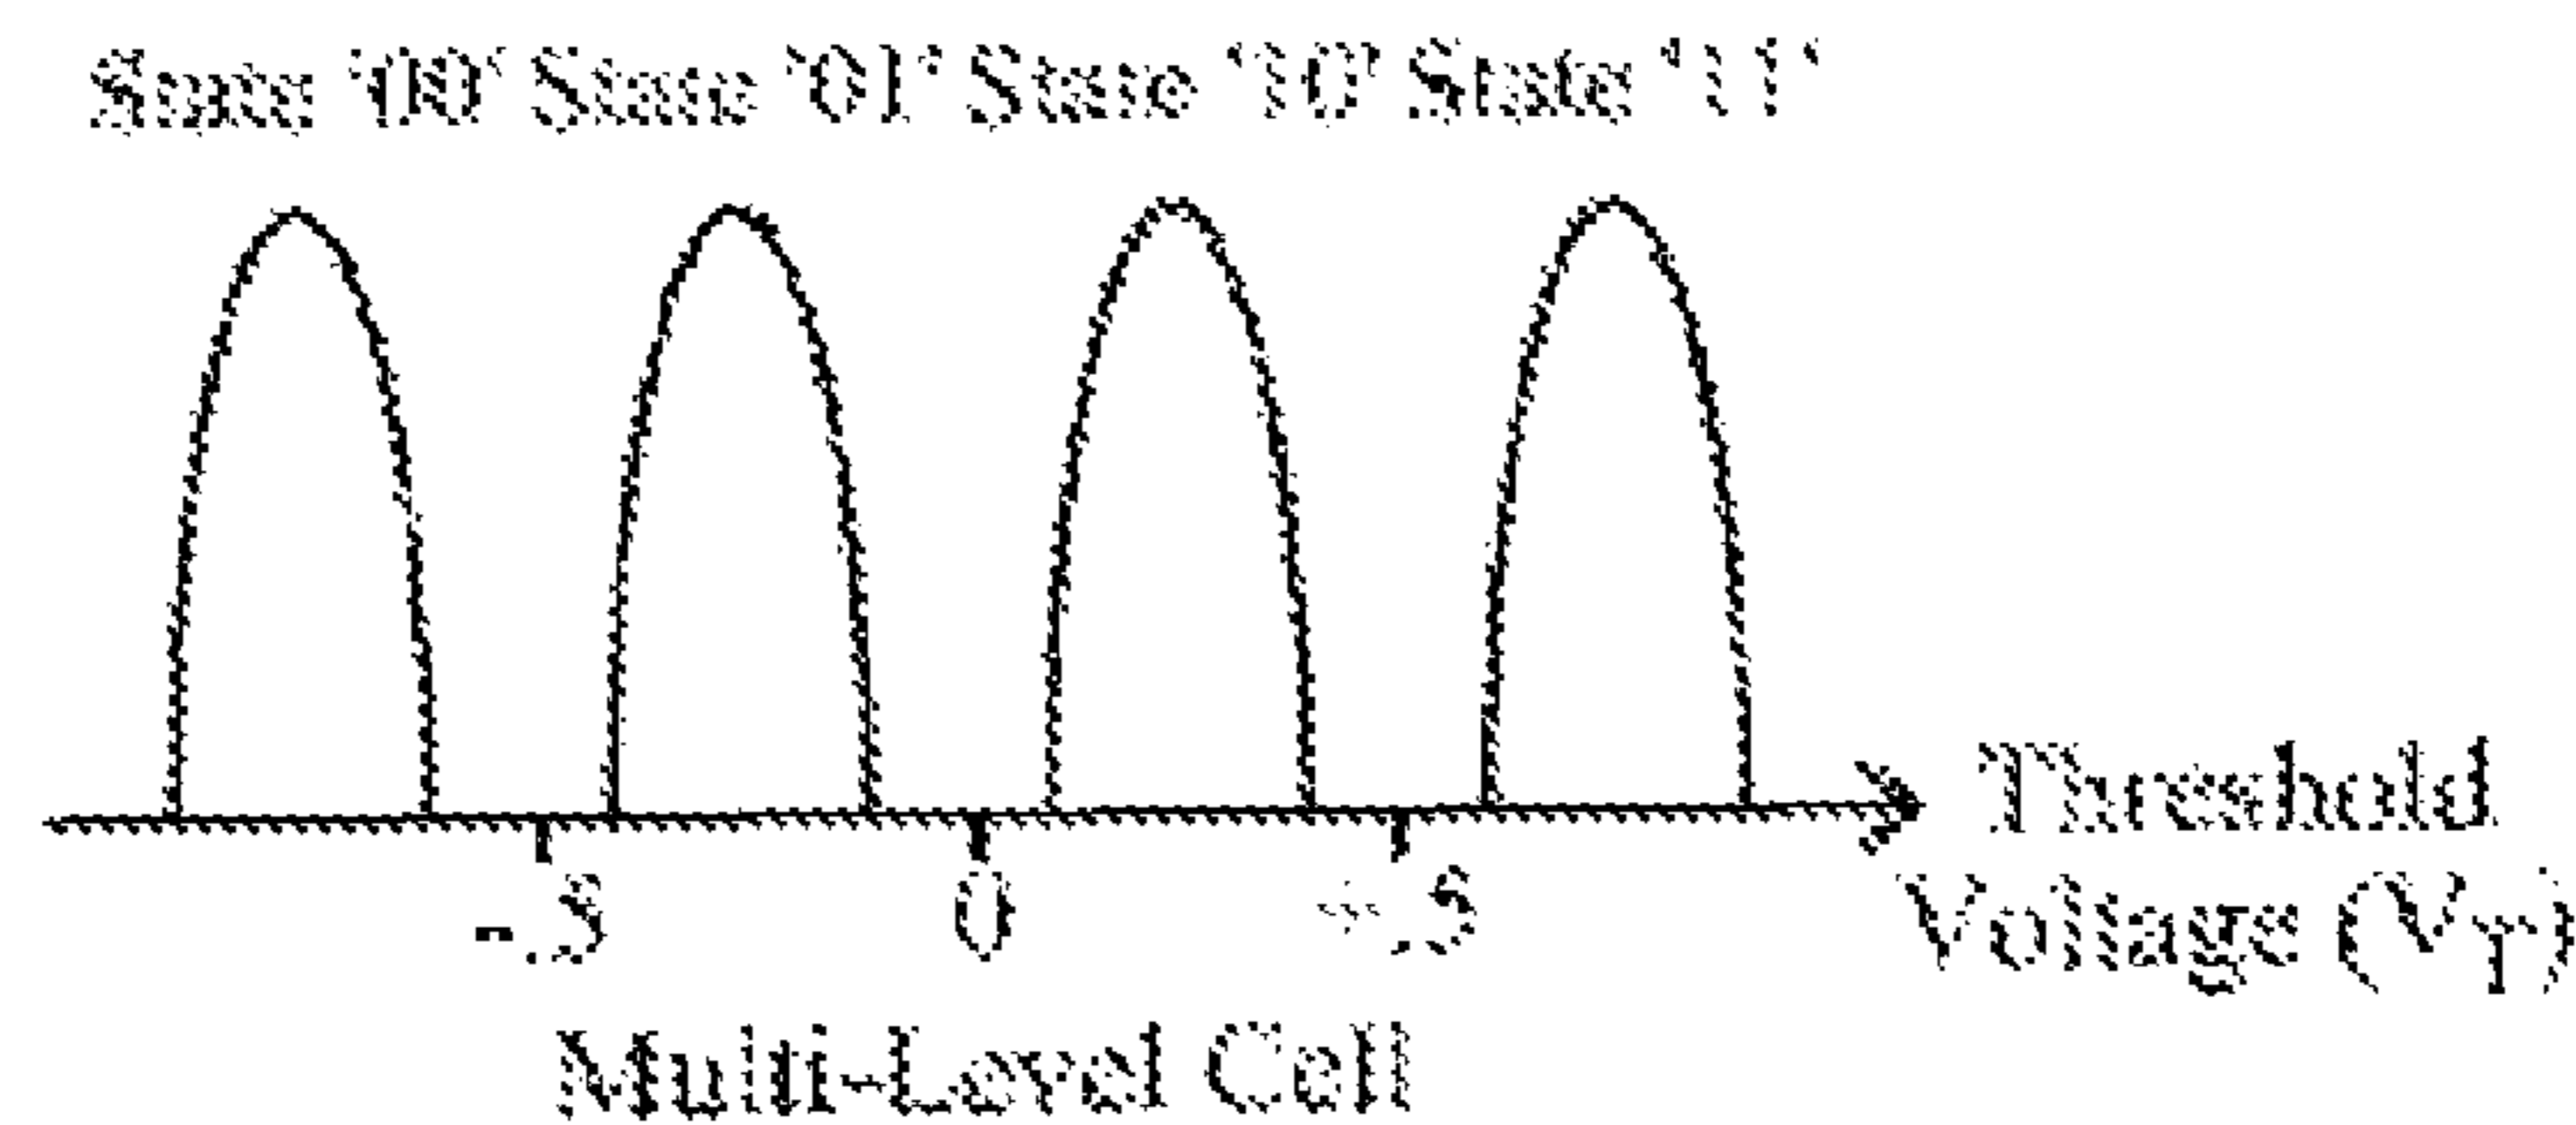 State '00' State '01' State '10' State '11'
-.5 0 +.5
Threshold
Voltage (VT)
Multi-Level Cell